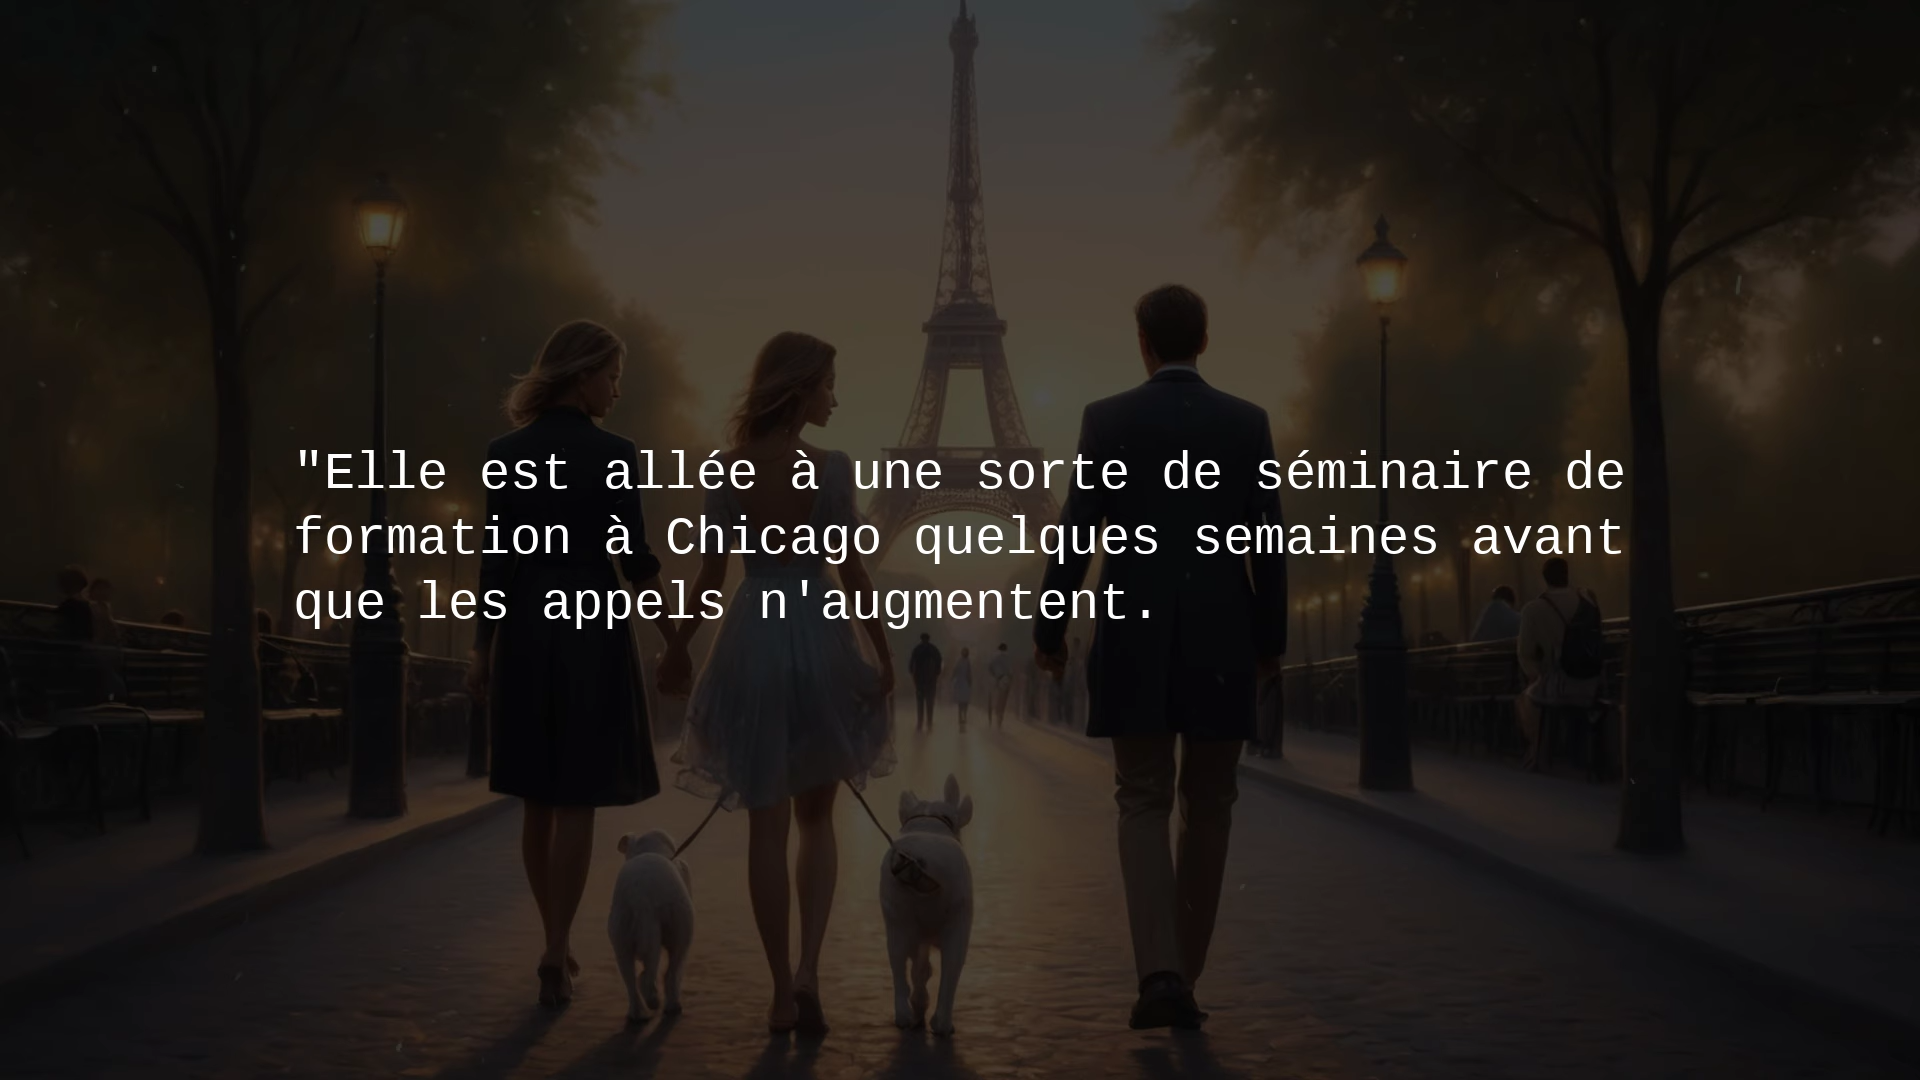 "Elle est allée à une sorte de séminaire de
formation à Chicago quelques semaines avant
que les appels n'augmentent.